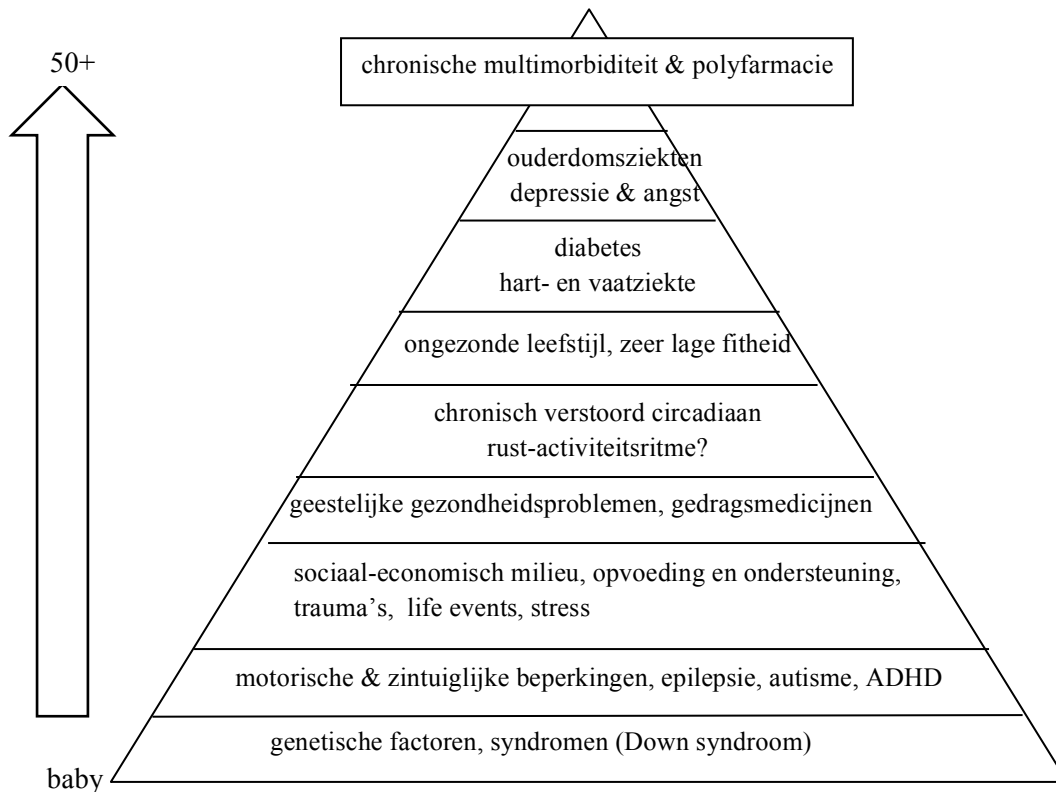 50+
chronische multimorbiditeit & polyfarmacie
ouderdomsziekten
depressie & angst
diabetes
hart- en vaatziekte
ongezonde leefstijl, zeer lage fitheid
chronisch verstoord circadiaan
rust-activiteitsritme?
geestelijke gezondheidsproblemen, gedragsmedicijnen
sociaal-economisch milieu, opvoeding en ondersteuning,
trauma’s, life events, stress
motorische & zintuiglijke beperkingen, epilepsie, autisme, ADHD
genetische factoren, syndromen (Down syndroom)
baby